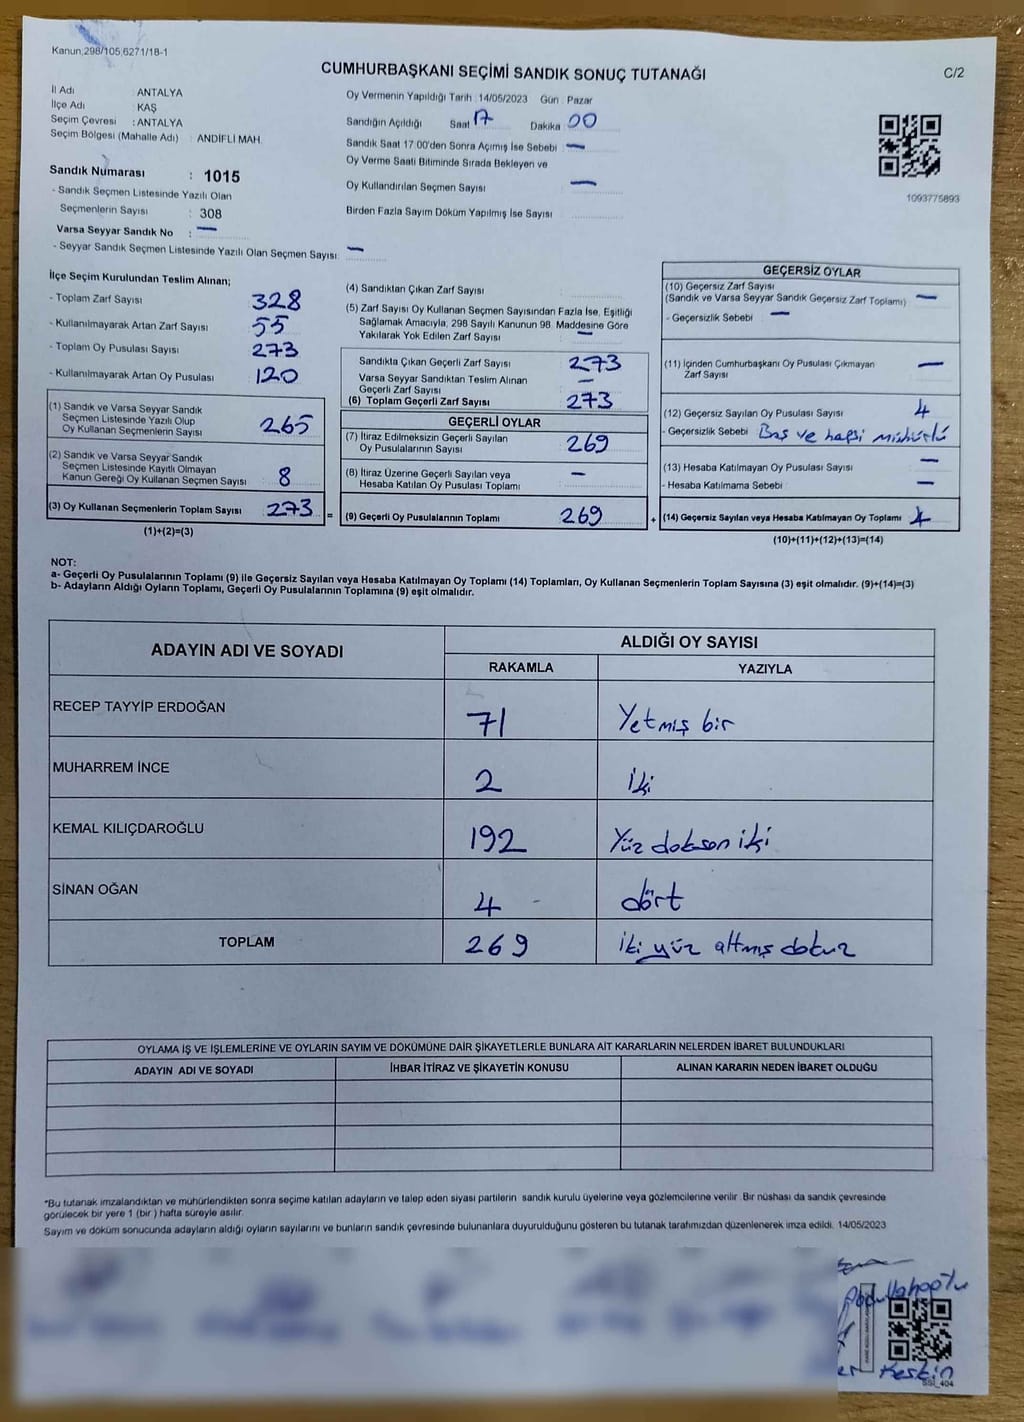 Kanun;298/105,6271/18-1
CUMHURBAŞKANI SEÇİMİ SANDIK SONUÇ TUTANAĞI
C/2
İl Adı : ANTALYA
İlçe Adı : KAŞ
Seçim Çevresi : ANTALYA
Seçim Bölgesi (Mahalle Adı) : ANDİFLİ MAH.
Oy Vermenin Yapıldığı Tarih :14/05/2023 Gün : Pazar
Sandığın Açıldığı Saat 17 Dakika : 00
Sandık Saat 17:00'den Sonra Açımış İse Sebebi : —
Oy Verme Saati Bitiminde Sırada Bekleyen ve
Oy Kullandırılan Seçmen Sayısı —
Birden Fazla Sayım Döküm Yapılmış İse Sayısı
1093775893
Sandık Numarası : 1015
- Sandık Seçmen Listesinde Yazılı Olan
Seçmenlerin Sayısı : 308
Varsa Seyyar Sandık No : —
- Seyyar Sandık Seçmen Listesinde Yazılı Olan Seçmen Sayısı: —
İlçe Seçim Kurulundan Teslim Alınan;
- Toplam Zarf Sayısı 328
- Kullanılmayarak Artan Zarf Sayısı 55
- Toplam Oy Pusulası Sayısı 273
- Kullanılmayarak Artan Oy Pusulası 120
(1) Sandık ve Varsa Seyyar Sandık
Seçmen Listesinde Yazılı Olup
Oy Kullanan Seçmenlerin Sayısı 265
(2) Sandık ve Varsa Seyyar Sandık
Seçmen Listesinde Kayıtlı Olmayan
Kanun Gereği Oy Kullanan Seçmen Sayısı 8
(3) Oy Kullanan Seçmenlerin Toplam Sayısı 273
(1)+(2)=(3)
(4) Sandıktan Çıkan Zarf Sayısı
(5) Zarf Sayısı Oy Kullanan Seçmen Sayısından Fazla İse, Eşitliği
Sağlamak Amacıyla, 298 Sayılı Kanunun 98. Maddesine Göre
Yakılarak Yok Edilen Zarf Sayısı —
Sandıkta Çıkan Geçerli Zarf Sayısı 273
Varsa Seyyar Sandıktan Teslim Alınan
Geçerli Zarf Sayısı —
(6) Toplam Geçerli Zarf Sayısı 273
GEÇERLİ OYLAR
(7) İtiraz Edilmeksizin Geçerli Sayılan
Oy Pusulalarının Sayısı 269
(8) İtiraz Üzerine Geçerli Sayılan veya
Hesaba Katılan Oy Pusulası Toplamı —
= (9) Geçerli Oy Pusulalarının Toplamı 269
GEÇERSİZ OYLAR
(10) Geçersiz Zarf Sayısı
(Sandık ve Varsa Seyyar Sandık Geçersiz Zarf Toplamı) —
- Geçersizlik Sebebi : —
(11) İçinden Cumhurbaşkanı Oy Pusulası Çıkmayan
Zarf Sayısı —
(12) Geçersiz Sayılan Oy Pusulası Sayısı 4
- Geçersizlik Sebebi Boş ve hepsi mühürlü
(13) Hesaba Katılmayan Oy Pusulası Sayısı —
- Hesaba Katılmama Sebebi : —
+ (14) Geçersiz Sayılan veya Hesaba Katılmayan Oy Toplamı 4
(10)+(11)+(12)+(13)=(14)
NOT:
a- Geçerli Oy Pusulalarının Toplamı (9) ile Geçersiz Sayılan veya Hesaba Katılmayan Oy Toplamı (14) Toplamları, Oy Kullanan Seçmenlerin Toplam Sayısına (3) eşit olmalıdır. (9)+(14)=(3)
b- Adayların Aldığı Oyların Toplamı, Geçerli Oy Pusulalarının Toplamına (9) eşit olmalıdır.
ADAYIN ADI VE SOYADI ALDIĞI OY SAYISI
RAKAMLA YAZIYLA
RECEP TAYYİP ERDOĞAN 71 Yetmiş bir
MUHARREM İNCE 2 iki
KEMAL KILIÇDAROĞLU 192 Yüz doksan iki
SİNAN OĞAN 4 - dört
TOPLAM 269 iki yüz altmış dokuz
OYLAMA İŞ VE İŞLEMLERİNE VE OYLARIN SAYIM VE DÖKÜMÜNE DAİR ŞİKAYETLERLE BUNLARA AİT KARARLARIN NELERDEN İBARET BULUNDUKLARI
ADAYIN ADI VE SOYADI İHBAR İTİRAZ VE ŞİKAYETİN KONUSU ALINAN KARARIN NEDEN İBARET OLDUĞU
*Bu tutanak imzalandıktan ve mühürlendikten sonra seçime katılan adayların ve talep eden siyasi partilerin sandık kurulu üyelerine veya gözlemcilerine verilir. Bir nüshası da sandık çevresinde
görülecek bir yere 1 (bir ) hafta süreyle asılır.
Sayım ve döküm sonucunda adayların aldığı oyların sayılarını ve bunların sandık çevresinde bulunanlara duyurulduğunu gösteren bu tutanak tarafımızdan düzenlenerek imza edildi. 14/05/2023
Keskin
SSİ_404